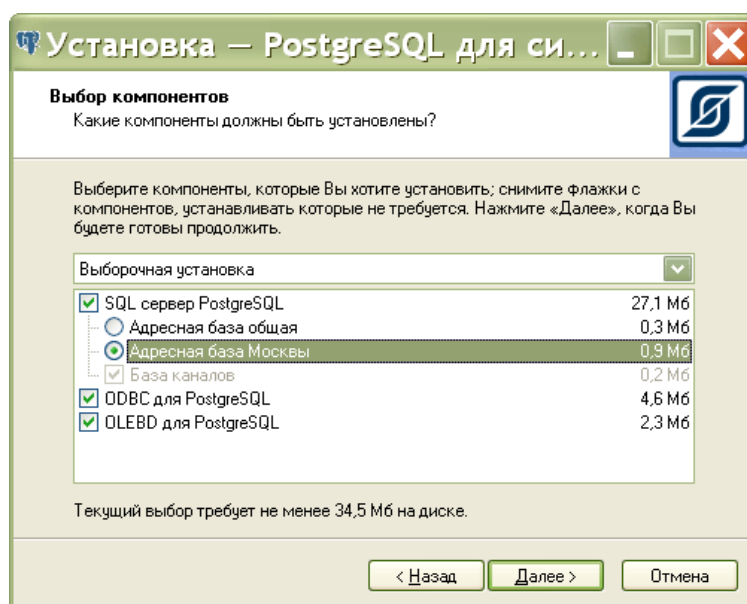 Установка — PostgreSQL для си...
Выбор компонентов
Какие компоненты должны быть установлены?
Выберите компоненты, которые Вы хотите установить; снимите флажки с
компонентов, устанавливать которые не требуется. Нажмите «Далее», когда Вы
будете готовы продолжить.
Выборочная установка
SQL сервер PostgreSQL 27,1 Мб
Адресная база общая 0,3 Мб
Адресная база Москвы 0,9 Мб
База каналов 0,2 Мб
ODBC для PostgreSQL 4,6 Мб
OLEBD для PostgreSQL 2,3 Мб
Текущий выбор требует не менее 34,5 Мб на диске.
< Назад Далее > Отмена